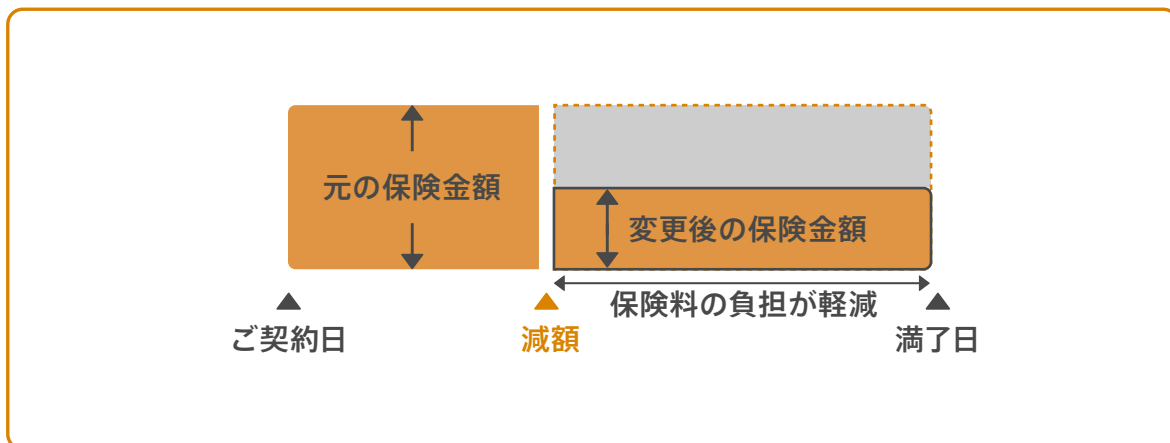 元の保険金額
変更後の保険金額
保険料の負担が軽減
ご契約日
減額
満了日